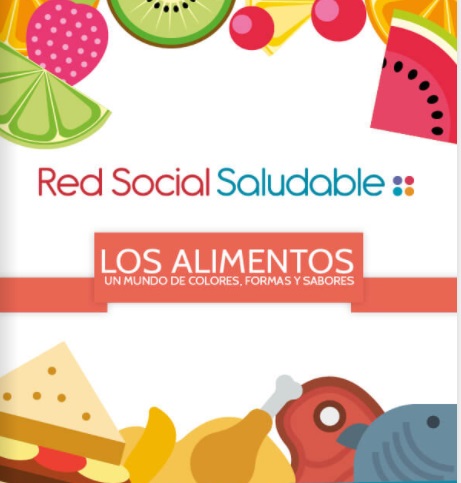 Red Social Saludable
LOS ALIMENTOS
UN MUNDO DE COLORES, FORMAS Y SABORES